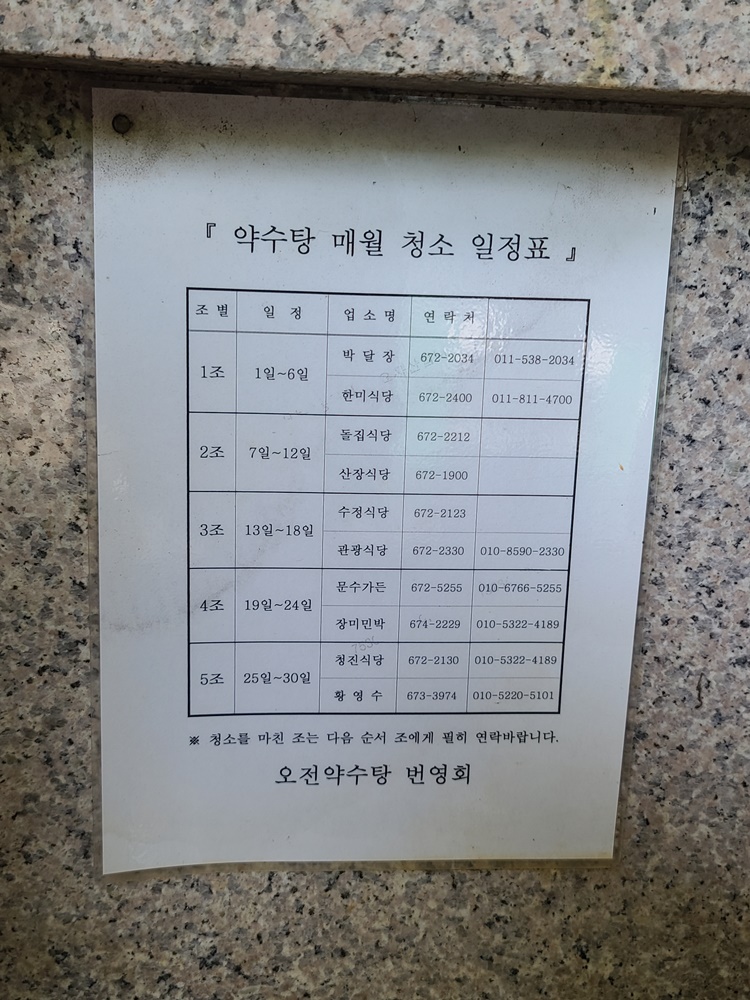 『 약수탕 매월 청소 일정표 』
조 별 일 정 업 소 명 연 락 처
1조 1일~6일 박 달 장 672-2034 011-538-2034
한미식당 672-2400 011-811-4700
2조 7일~12일 돌집식당 672-2212
산장식당 672-1900
3조 13일~18일 수정식당 672-2123
관광식당 672-2330 010-8590-2330
4조 19일~24일 문수가든 672-5255 010-6766-5255
장미민박 674-2229 010-5322-4189
5조 25일~30일 청진식당 672-2130 010-5322-4189
황 영 수 673-3974 010-5220-5101
※ 청소를 마친 조는 다음 순서 조에게 필히 연락바랍니다.
오전약수탕 번영회